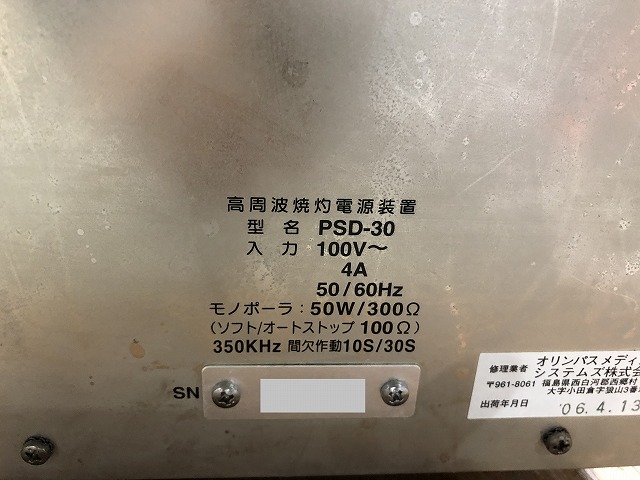 高周波焼灼電源装置
型 名 PSD-30
入 力 100V～
4A
50/60Hz
モノポーラ:50W/300Ω
(ソフト/オートストップ 100Ω)
350KHz 間欠作動10S/30S
SN
修理業者 オリンパスメディ
システムズ株式会
〒961-8061 福島県西白河郡西郷村
大字小田倉字狼山3番
出荷年月日 '06.4.13